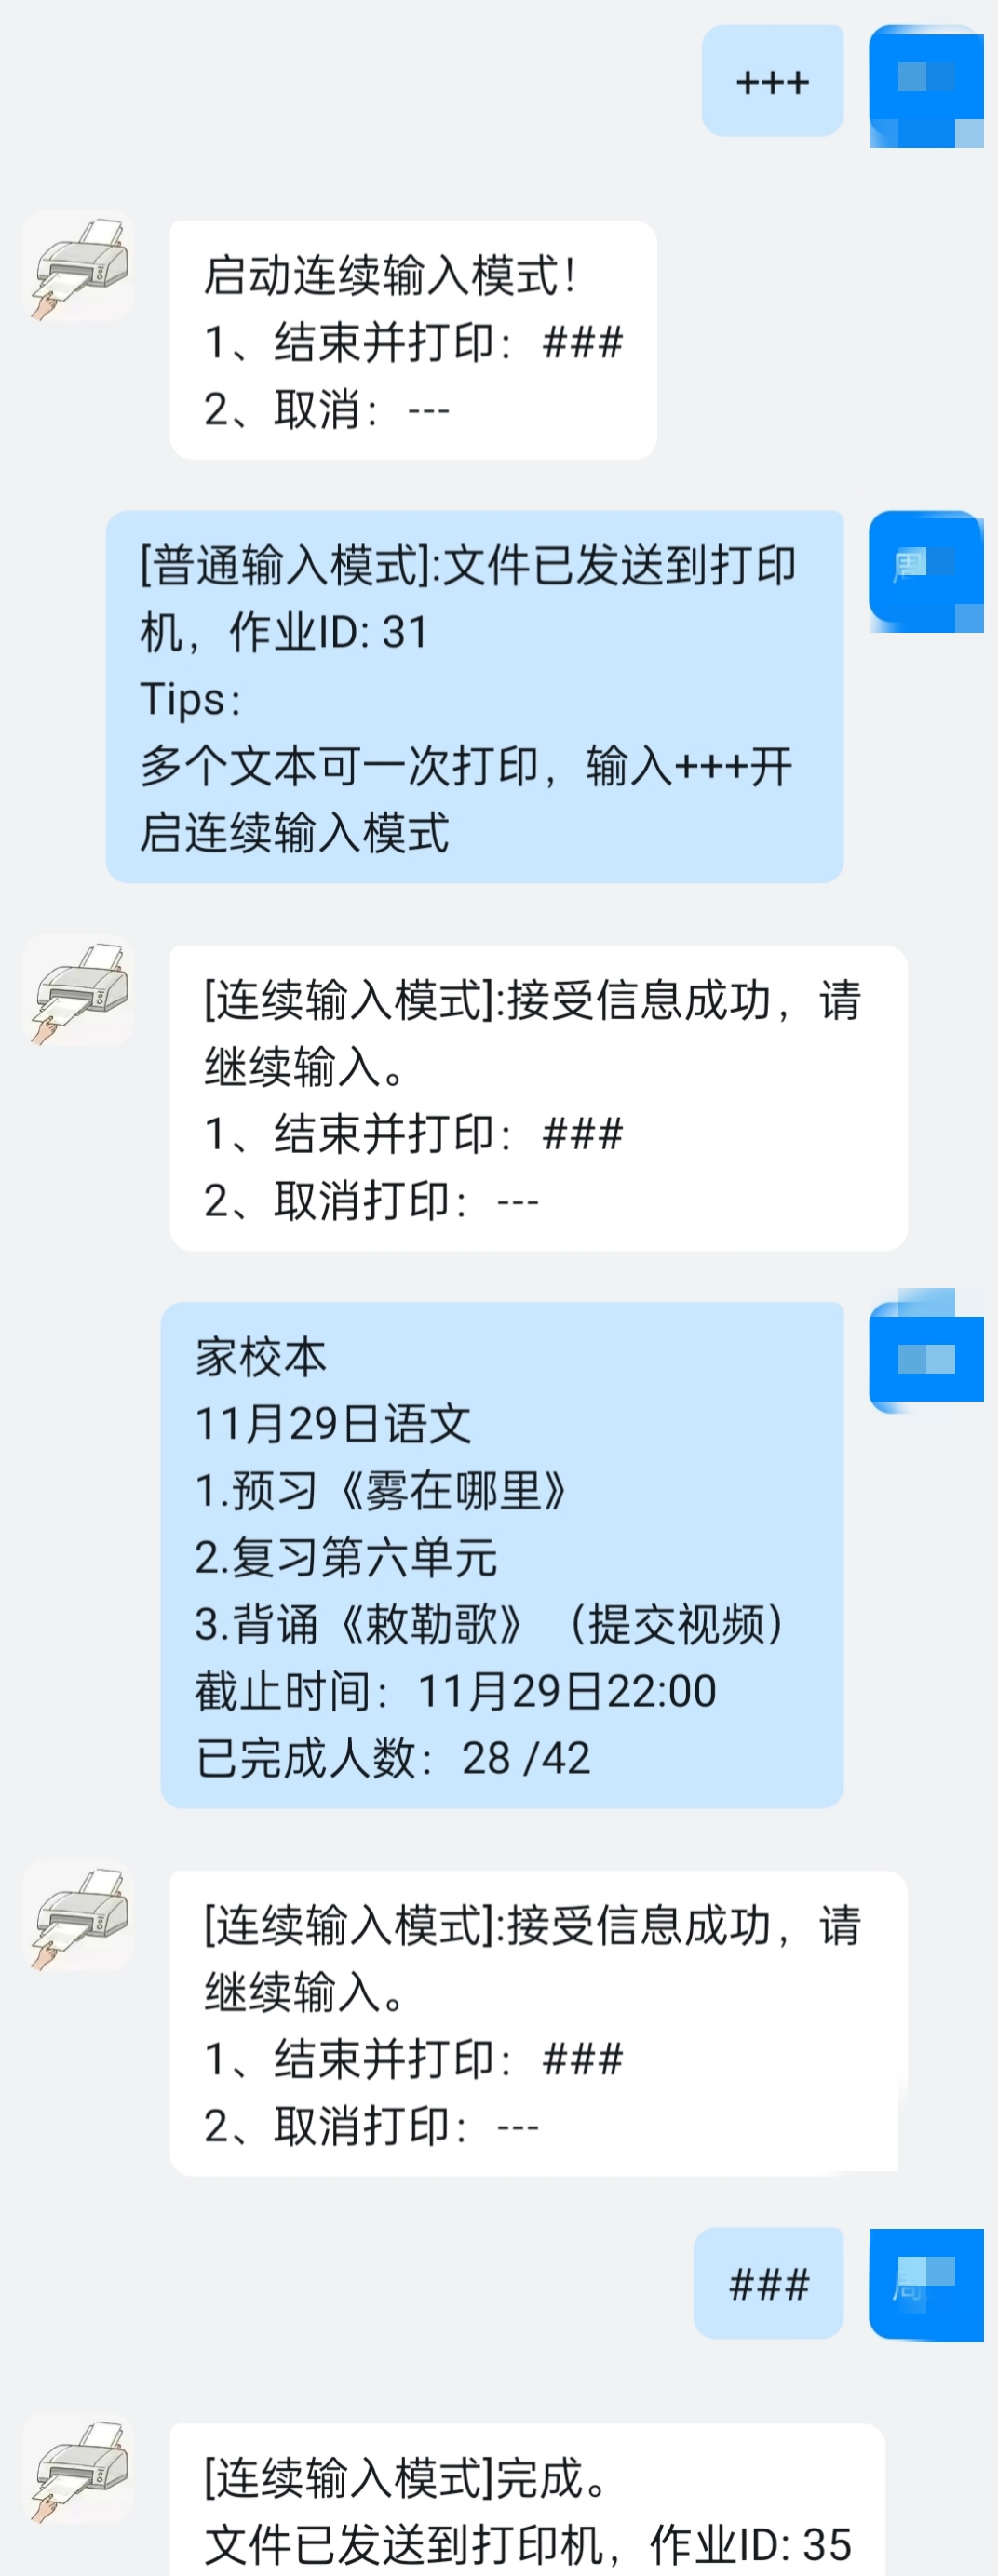 +++
启动连续输入模式！
1、结束并打印：###
2、取消：---
[普通输入模式]:文件已发送到打印
机，作业ID: 31
Tips：
多个文本可一次打印，输入+++开
启连续输入模式
[连续输入模式]:接受信息成功，请
继续输入。
1、结束并打印：###
2、取消打印：---
家校本
11月29日语文
1.预习《雾在哪里》
2.复习第六单元
3.背诵《敕勒歌》（提交视频）
截止时间：11月29日22:00
已完成人数：28 /42
[连续输入模式]:接受信息成功，请
继续输入。
1、结束并打印：###
2、取消打印：---
###
[连续输入模式]完成。
文件已发送到打印机，作业ID: 35